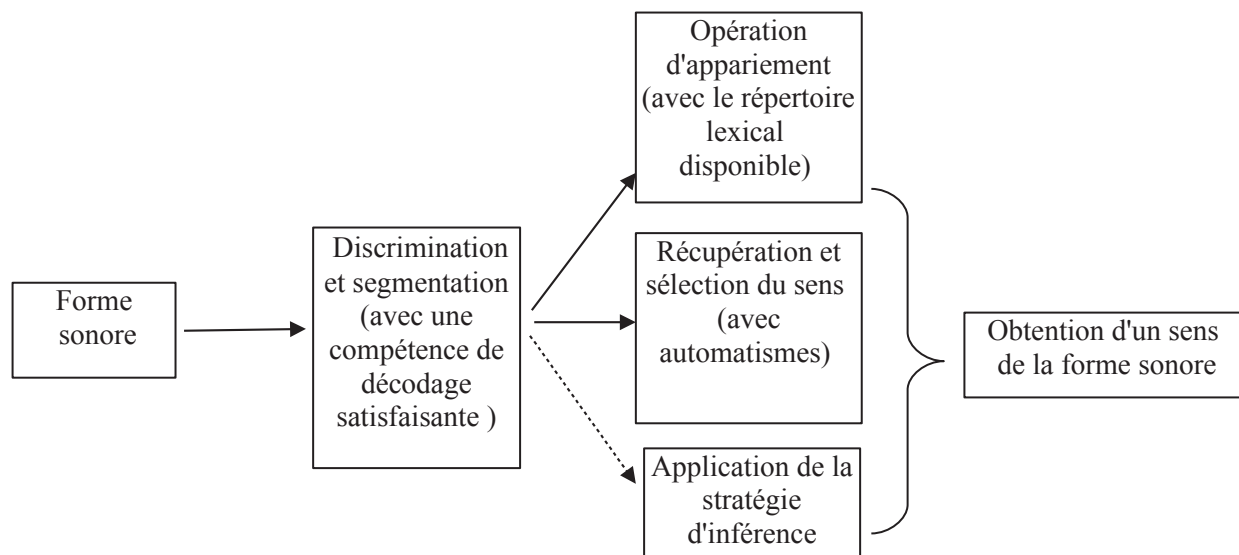 Forme
sonore
Discrimination
et segmentation
(avec une
compétence de
décodage
satisfaisante )
Opération
d'appariement
(avec le répertoire
lexical
disponible)
Récupération et
sélection du sens
(avec
automatismes)
Application de la
stratégie
d'inférence
Obtention d'un sens
de la forme sonore